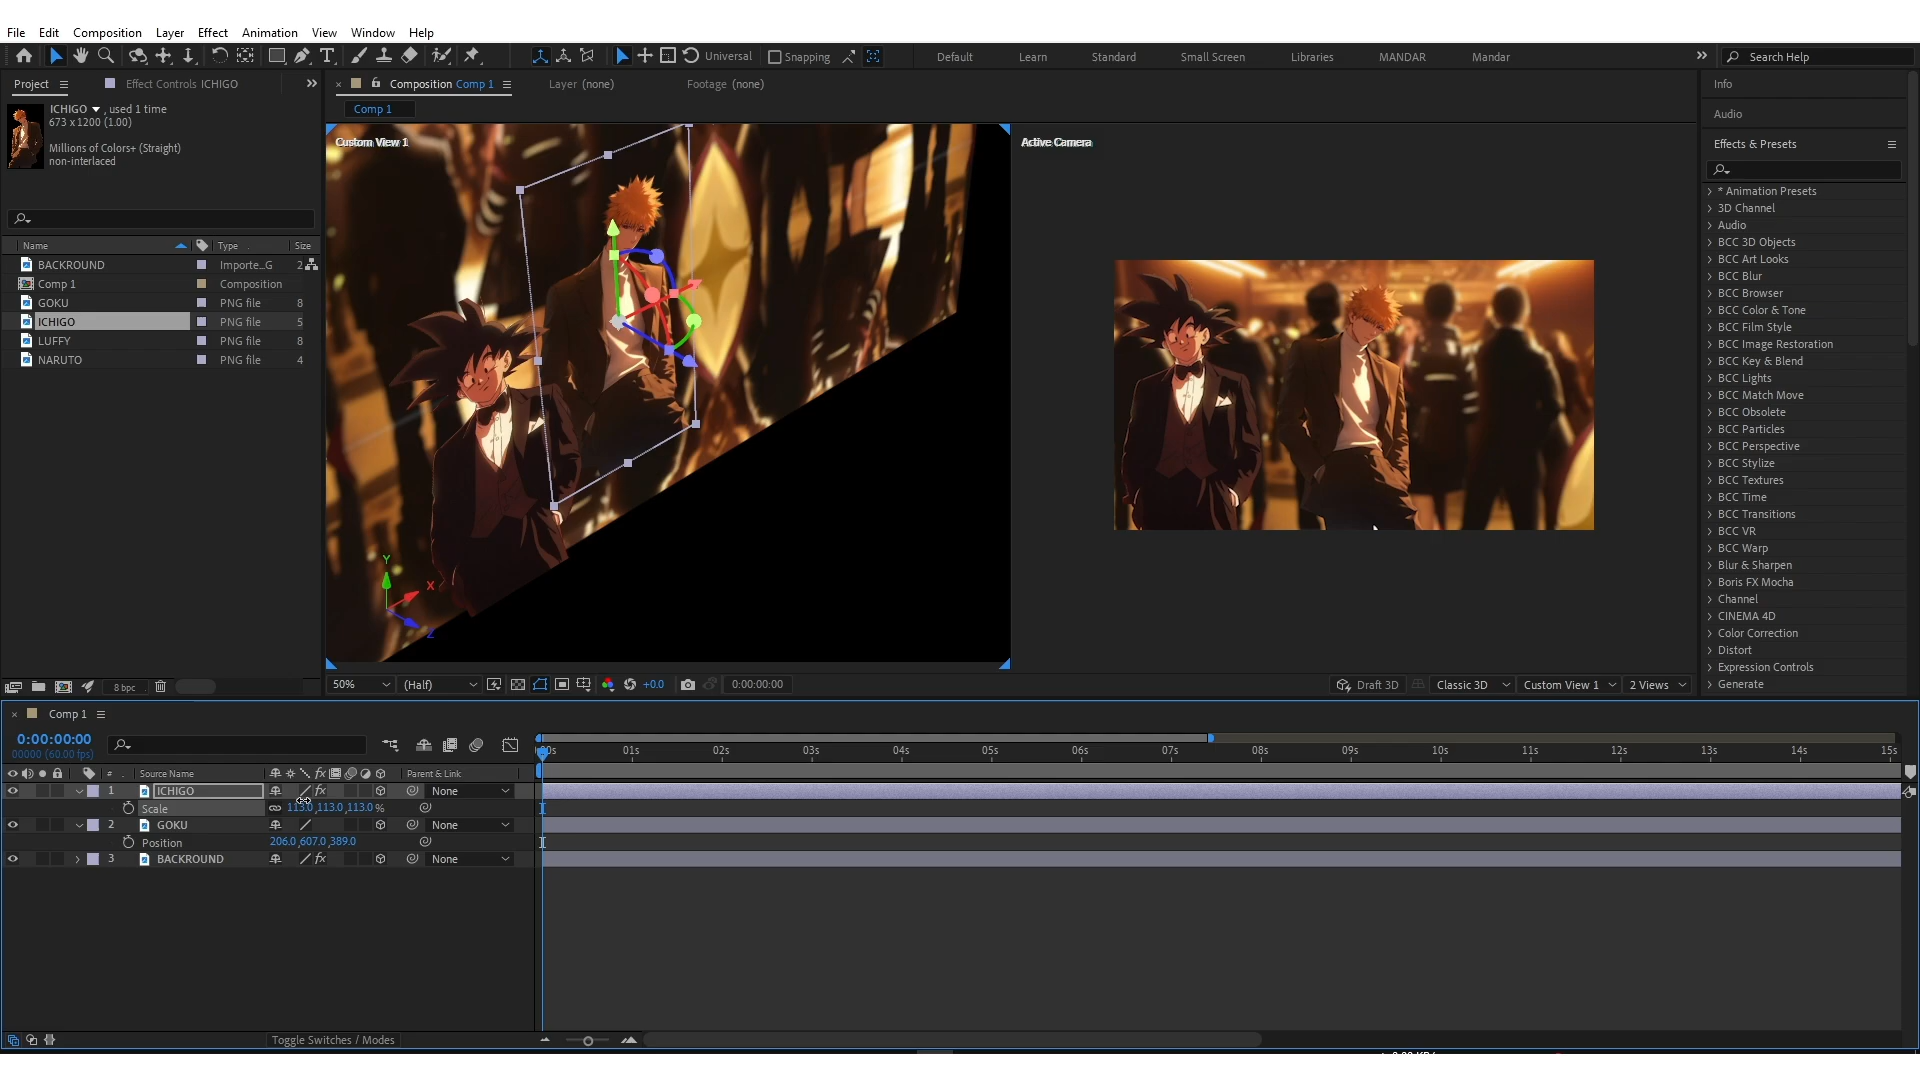 File Edit Composition Layer Effect Animation View Window Help
Universal Snapping Default Learn Standard Small Screen Libraries MANDAR Mandar Search Help
Project Effect Controls ICHIGO
ICHIGO , used 1 time
673 x 1200 (1.00)
Millions of Colors+ (Straight)
non-interlaced
Name Type Size
BACKROUND Importe...G 2
Comp 1 Composition
GOKU PNG file 8
ICHIGO PNG file 5
LUFFY PNG file 8
NARUTO PNG file 4
8 bpc
Composition Comp 1 Layer (none) Footage (none)
Comp 1
Custom View 1 Active Camera
Y
X
Z
50% (Half) +0.0 0:00:00:00 Draft 3D Classic 3D Custom View 1 2 Views
Info
Audio
Effects & Presets
* Animation Presets
3D Channel
Audio
BCC 3D Objects
BCC Art Looks
BCC Blur
BCC Browser
BCC Color & Tone
BCC Film Style
BCC Image Restoration
BCC Key & Blend
BCC Lights
BCC Match Move
BCC Obsolete
BCC Particles
BCC Perspective
BCC Stylize
BCC Textures
BCC Time
BCC Transitions
BCC VR
BCC Warp
Blur & Sharpen
Boris FX Mocha
Channel
CINEMA 4D
Color Correction
Distort
Expression Controls
Generate
Comp 1
0:00:00:00
00000 (60.00 fps)
01s 02s 03s 04s 05s 06s 07s 08s 09s 10s 11s 12s 13s 14s 15s
# Source Name fx Parent & Link
1 ICHIGO fx None
Scale 113.0,113.0,113.0%
2 GOKU None
Position 206.0,607.0,389.0
3 BACKROUND fx None
Toggle Switches / Modes